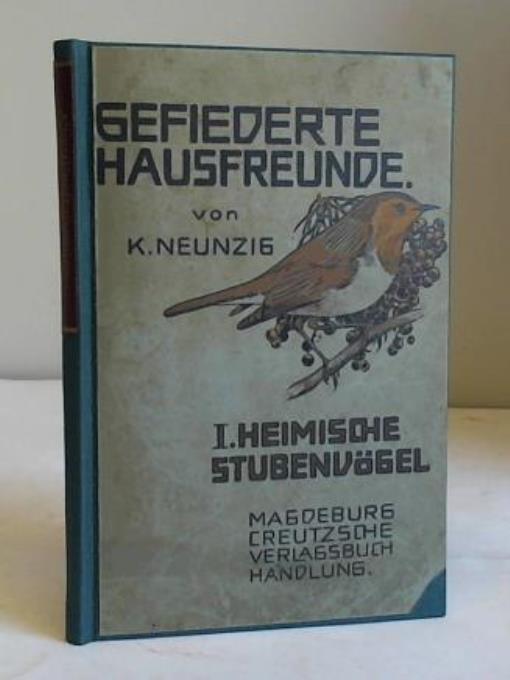 GEFIEDERTE
HAUSFREUNDE.
von
K. NEUNZIG
I. HEIMISCHE
STUBENVÖGEL
MAGDEBURG
CREUTZSCHE
VERLAGSBUCH
HANDLUNG.